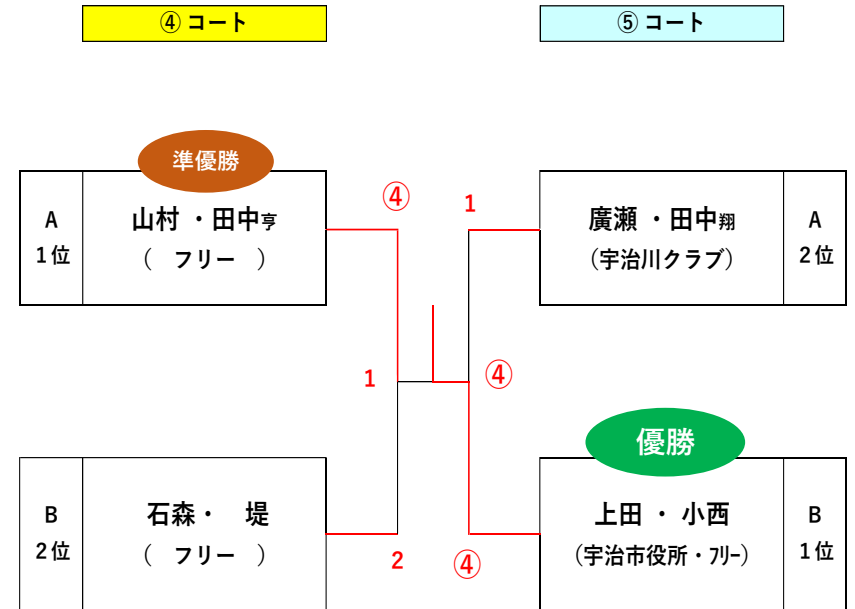 ④ コート
⑤ コート
準優勝
A
1位
山村 ・田中亨
( フリー )
④
1
廣瀬 ・田中翔
(宇治川クラブ)
A
2位
1
④
優勝
B
2位
石森・ 堤
( フリー )
2
④
上田 ・ 小西
(宇治市役所・ﾌﾘｰ)
B
1位